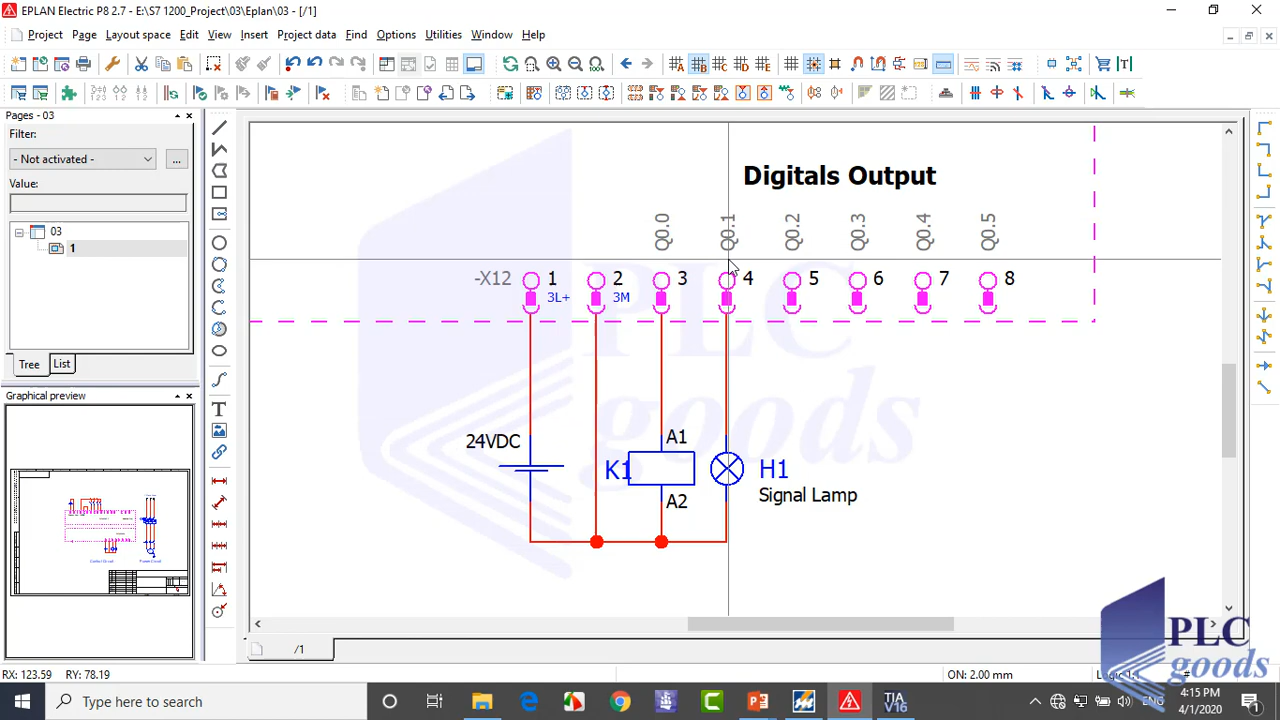 EPLAN Electric P8 2.7 - E:\S7 1200_Project\03\Eplan\03 - [/1]
Project Page Layout space Edit View Insert Project data Find Options Utilities Window Help
Pages - 03
Filter:
- Not activated -
...
Value:
03
1
Tree
List
Graphical preview
Digitals Output
Q0.0 Q0.1 Q0.2 Q0.3 Q0.4 Q0.5
-X12 1 2 3 4 5 6 7 8
3L+ 3M
PLC
goods
24VDC
A1
K1
H1
A2
Signal Lamp
/1
PLC
goods
RX: 123.59 RY: 78.19 ON: 2.00 mm
Type here to search
TIA
V16
ENG
4:15 PM
4/1/2020